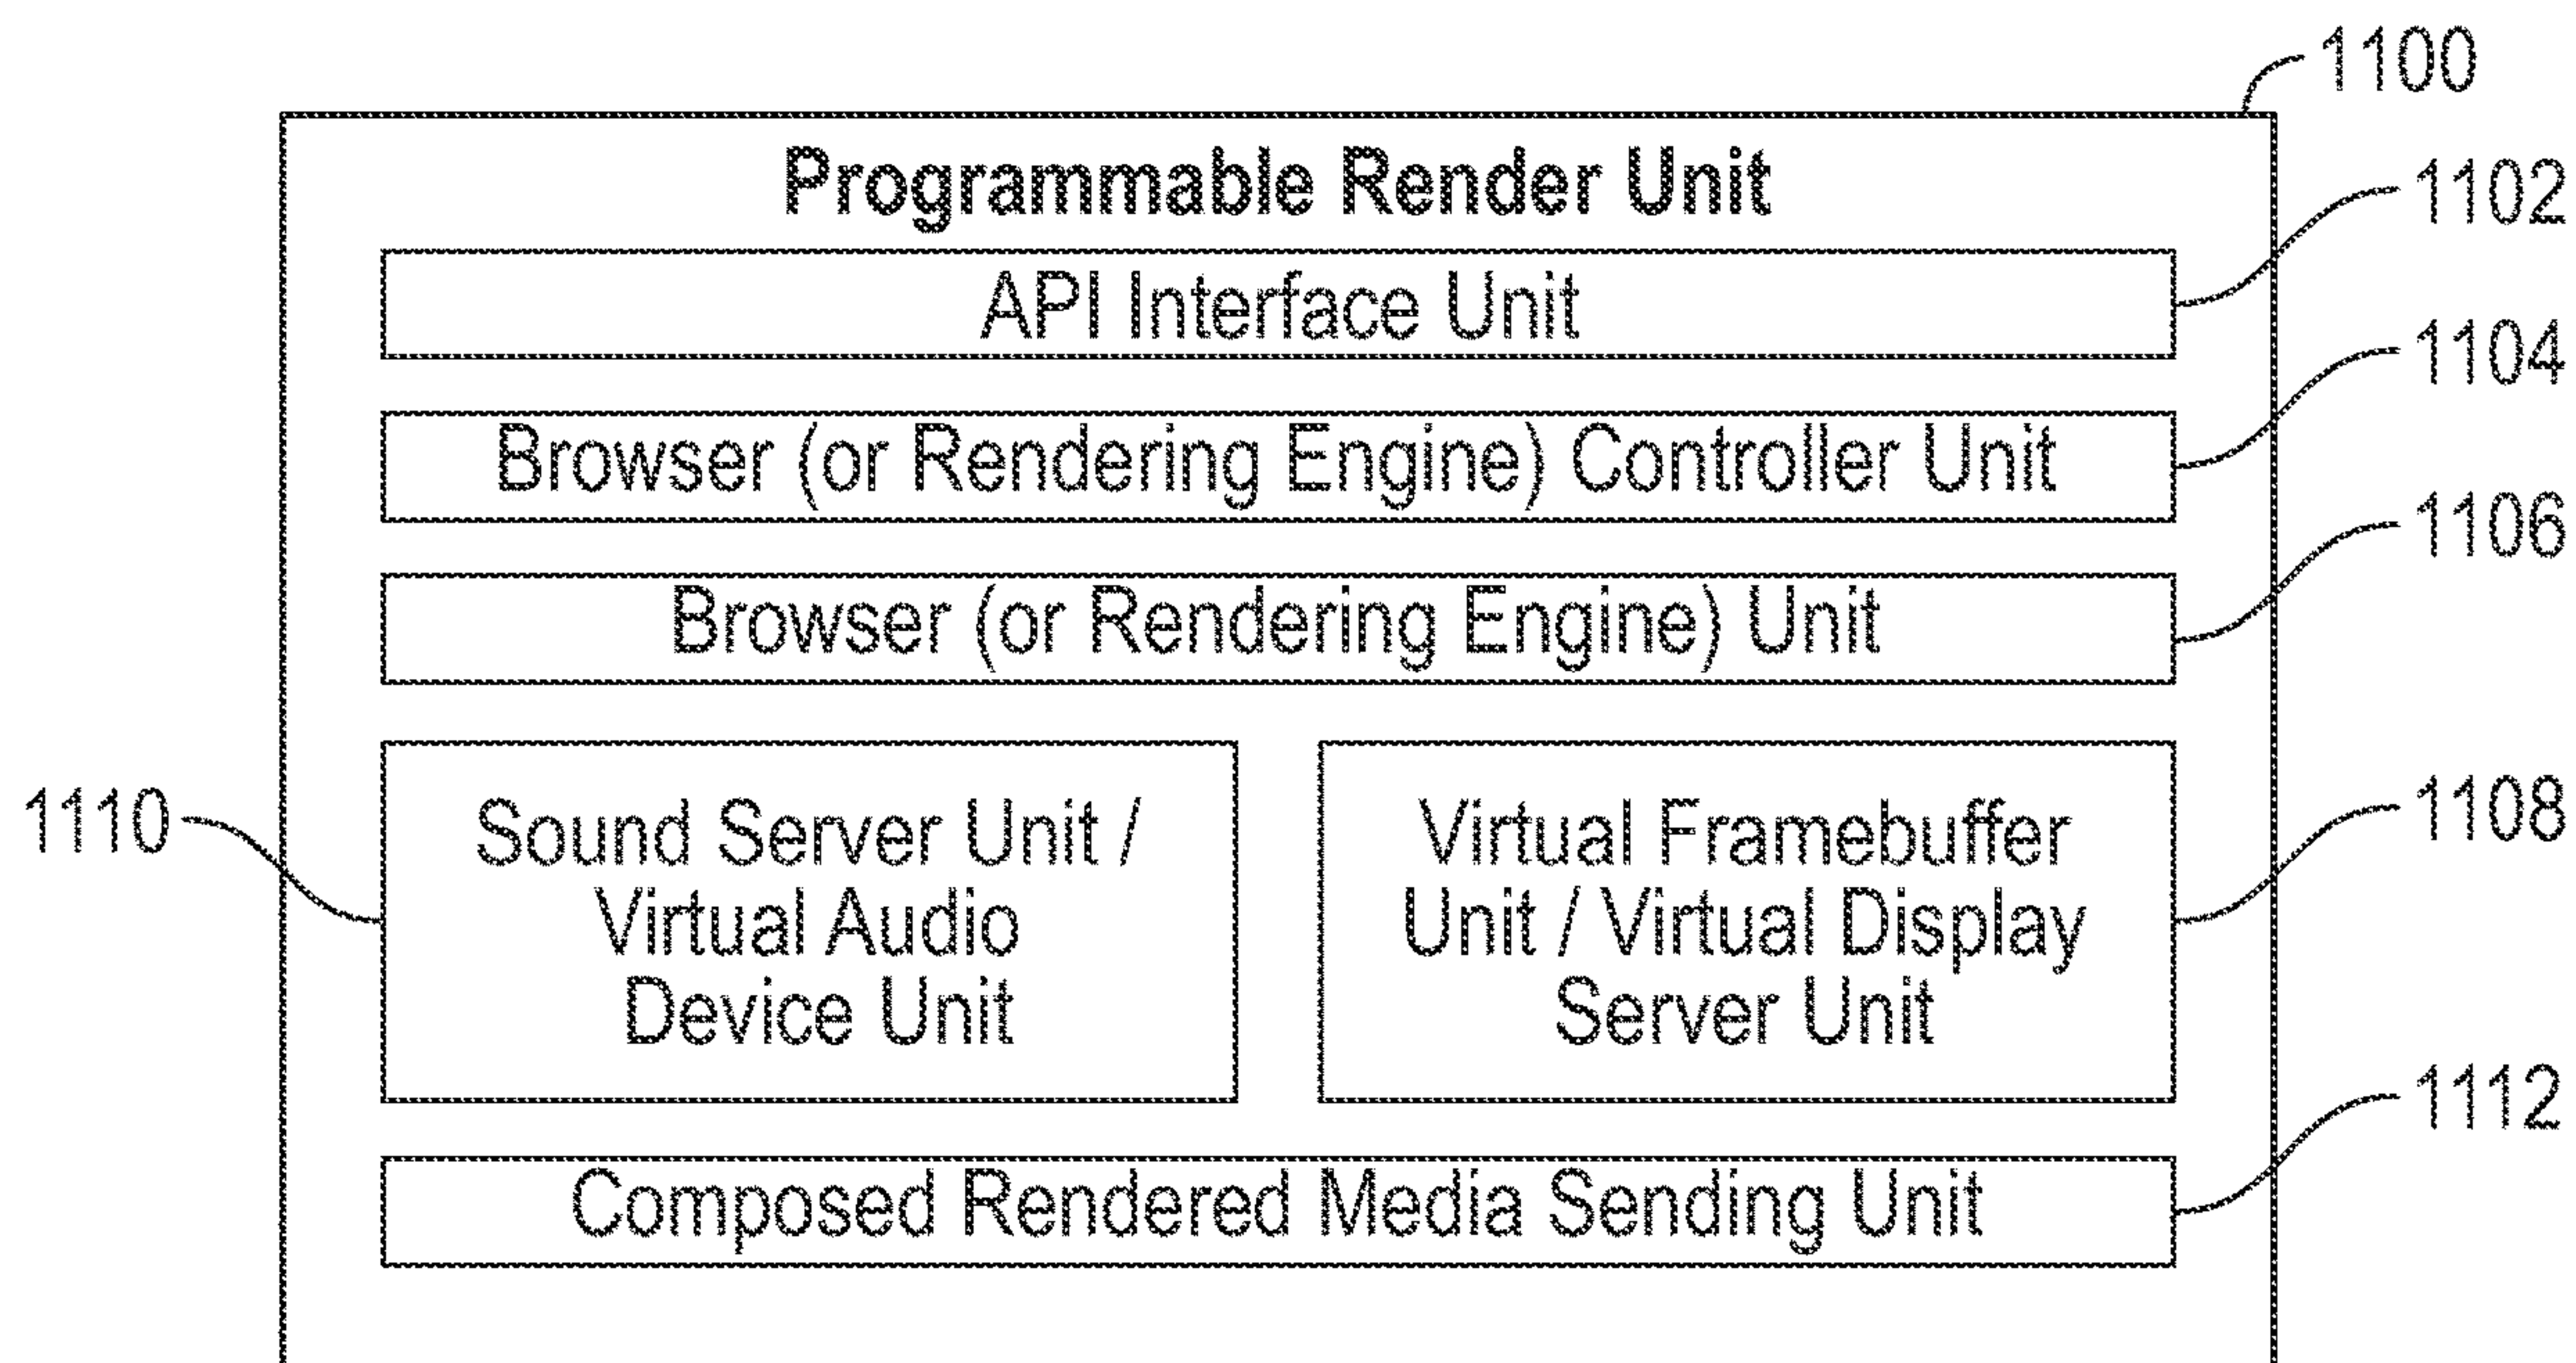 1100
Programmable Render Unit
1102
API Interface Unit
1104
Browser (or Rendering Engine) Controller Unit
1106
Browser (or Rendering Engine) Unit
1110
Sound Server Unit /
Virtual Audio
Device Unit
1108
Virtual Framebuffer
Unit / Virtual Display
Server Unit
1112
Composed Rendered Media Sending Unit